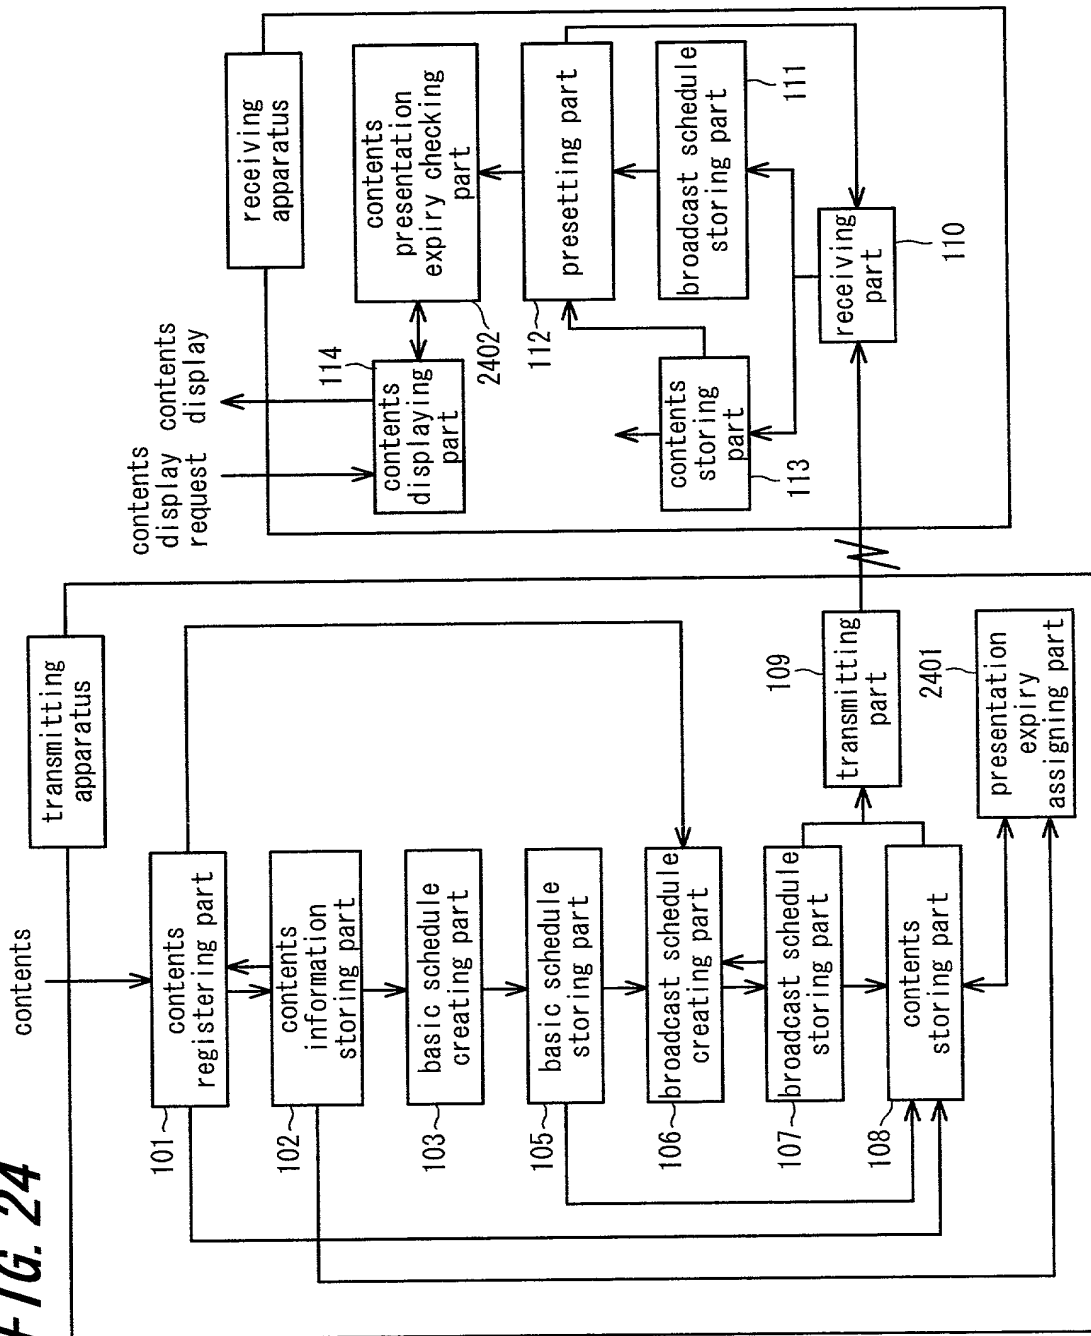 FIG. 24
contents
transmitting
apparatus
101
contents
registering part
102
contents
information
storing part
103
basic schedule
creating part
105
basic schedule
storing part
106
broadcast schedule
creating part
107
broadcast schedule
storing part
108
contents
storing part
109
transmitting
part
2401
presentation
expiry
assigning part
contents
display
request
contents
display
receiving
apparatus
114
contents
displaying
part
2402
contents
presentation
expiry checking
part
112
presetting part
broadcast schedule
storing part
111
113
contents
storing
part
receiving
part
110